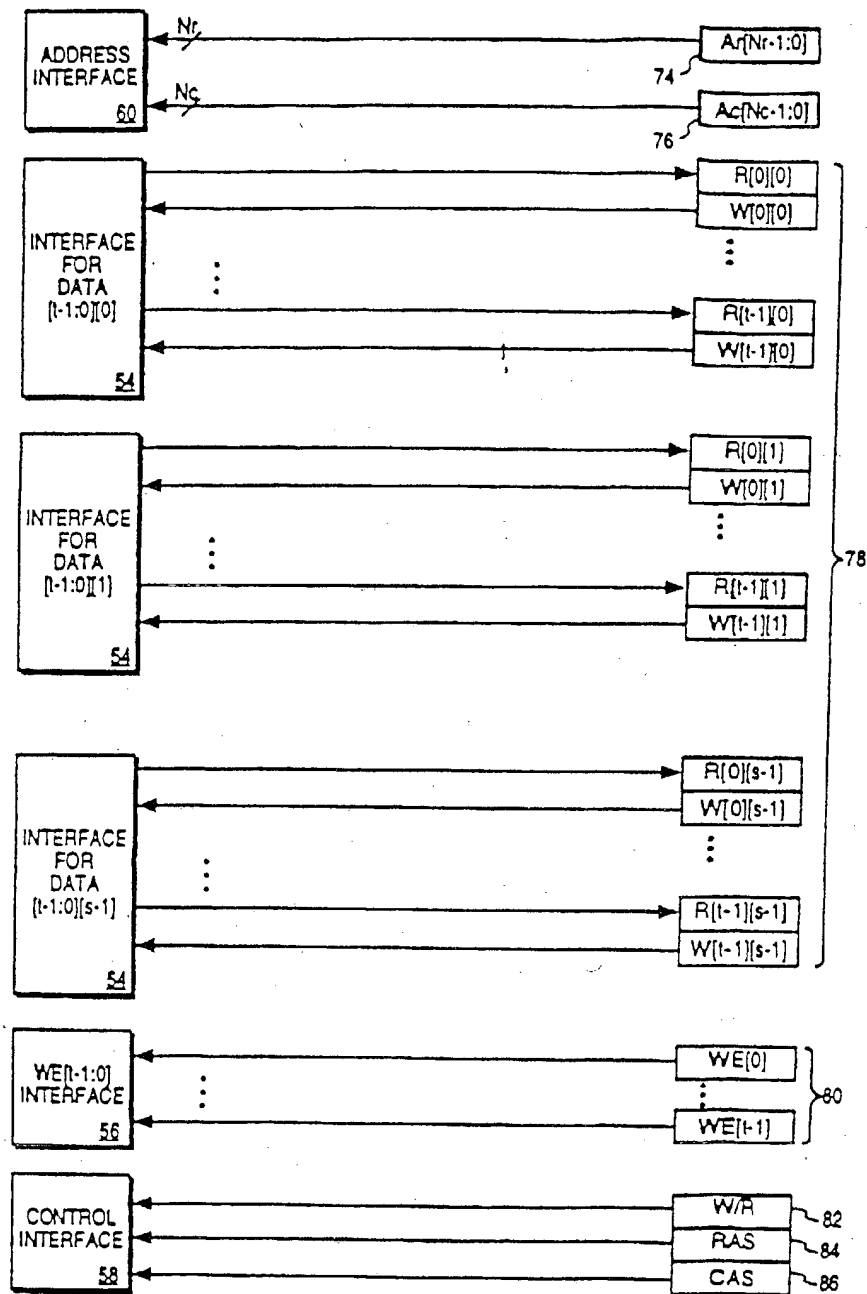 ADDRESS
INTERFACE
60
Nr
Nc
Ar[Nr-1:0]
74
Ac[Nc-1:0]
76
INTERFACE
FOR
DATA
[t-1:0][0]
54
R[0][0]
W[0][0]
R[t-1][0]
W[t-1][0]
INTERFACE
FOR
DATA
[t-1:0][1]
54
R[0][1]
W[0][1]
R[t-1][1]
W[t-1][1]
78
INTERFACE
FOR
DATA
[t-1:0][s-1]
54
R[0][s-1]
W[0][s-1]
R[t-1][s-1]
W[t-1][s-1]
WE[t-1:0]
INTERFACE
56
WE[0]
WE[t-1]
80
CONTROL
INTERFACE
58
W/R
82
RAS
84
CAS
86